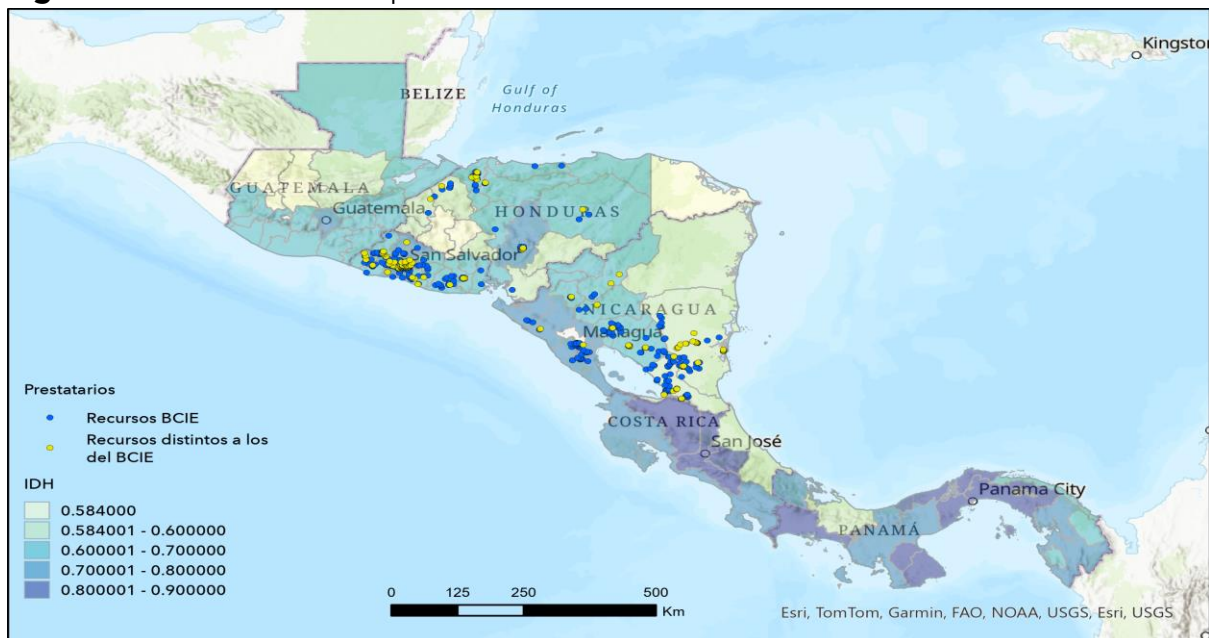 Kingston
BELIZE
Gulf of
Honduras
GUATEMALA
Guatemala
HONDURAS
San Salvador
NICARAGUA
Managua
COSTA RICA
San José
Panama City
PANAMÁ
Prestatarios
Recursos BCIE
Recursos distintos a los
del BCIE
IDH
0.584000
0.584001 - 0.600000
0.600001 - 0.700000
0.700001 - 0.800000
0.800001 - 0.900000
0 125 250 500
Km
Esri, TomTom, Garmin, FAO, NOAA, USGS, Esri, USGS